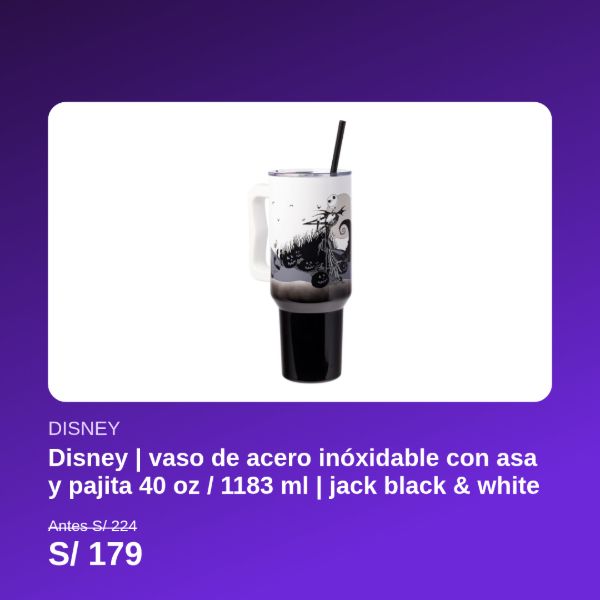 DISNEY
Disney | vaso de acero inóxidable con asa
y pajita 40 oz / 1183 ml | jack black & white
Antes S/ 224
S/ 179